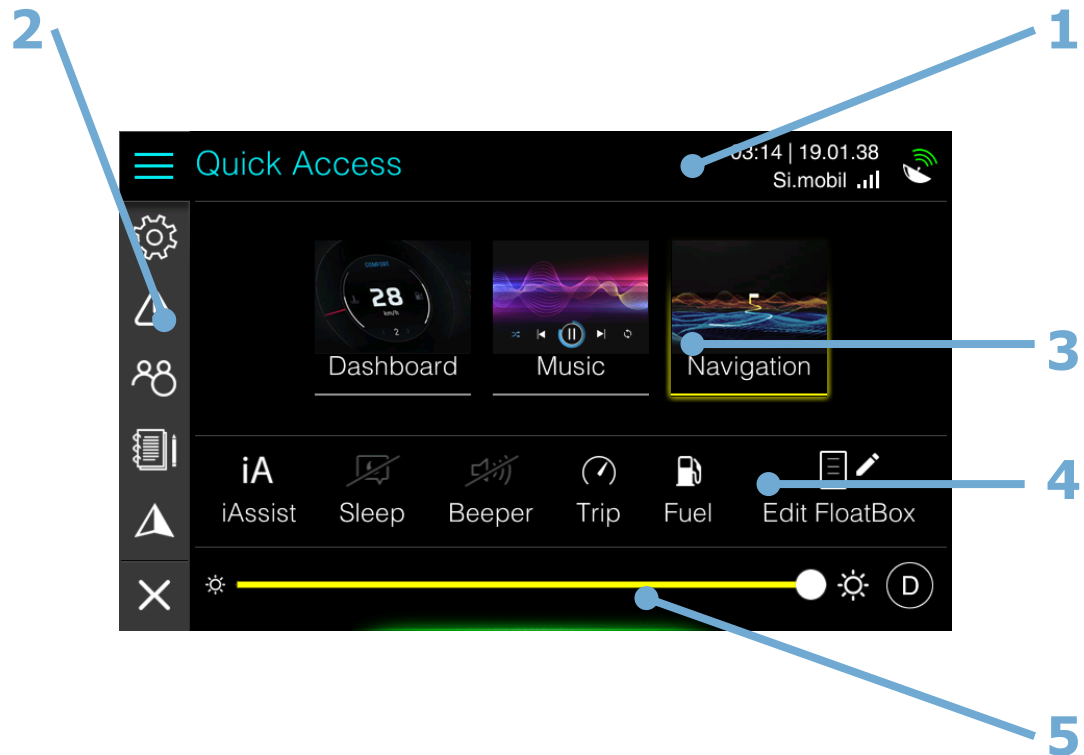 2
1
Quick Access
03:14 | 19.01.38
Si.mobil
COMFORT
28
km/h
2
Dashboard
Music
Navigation
3
iA
iAssist
Sleep
Beeper
Trip
Fuel
Edit FloatBox
4
D
5